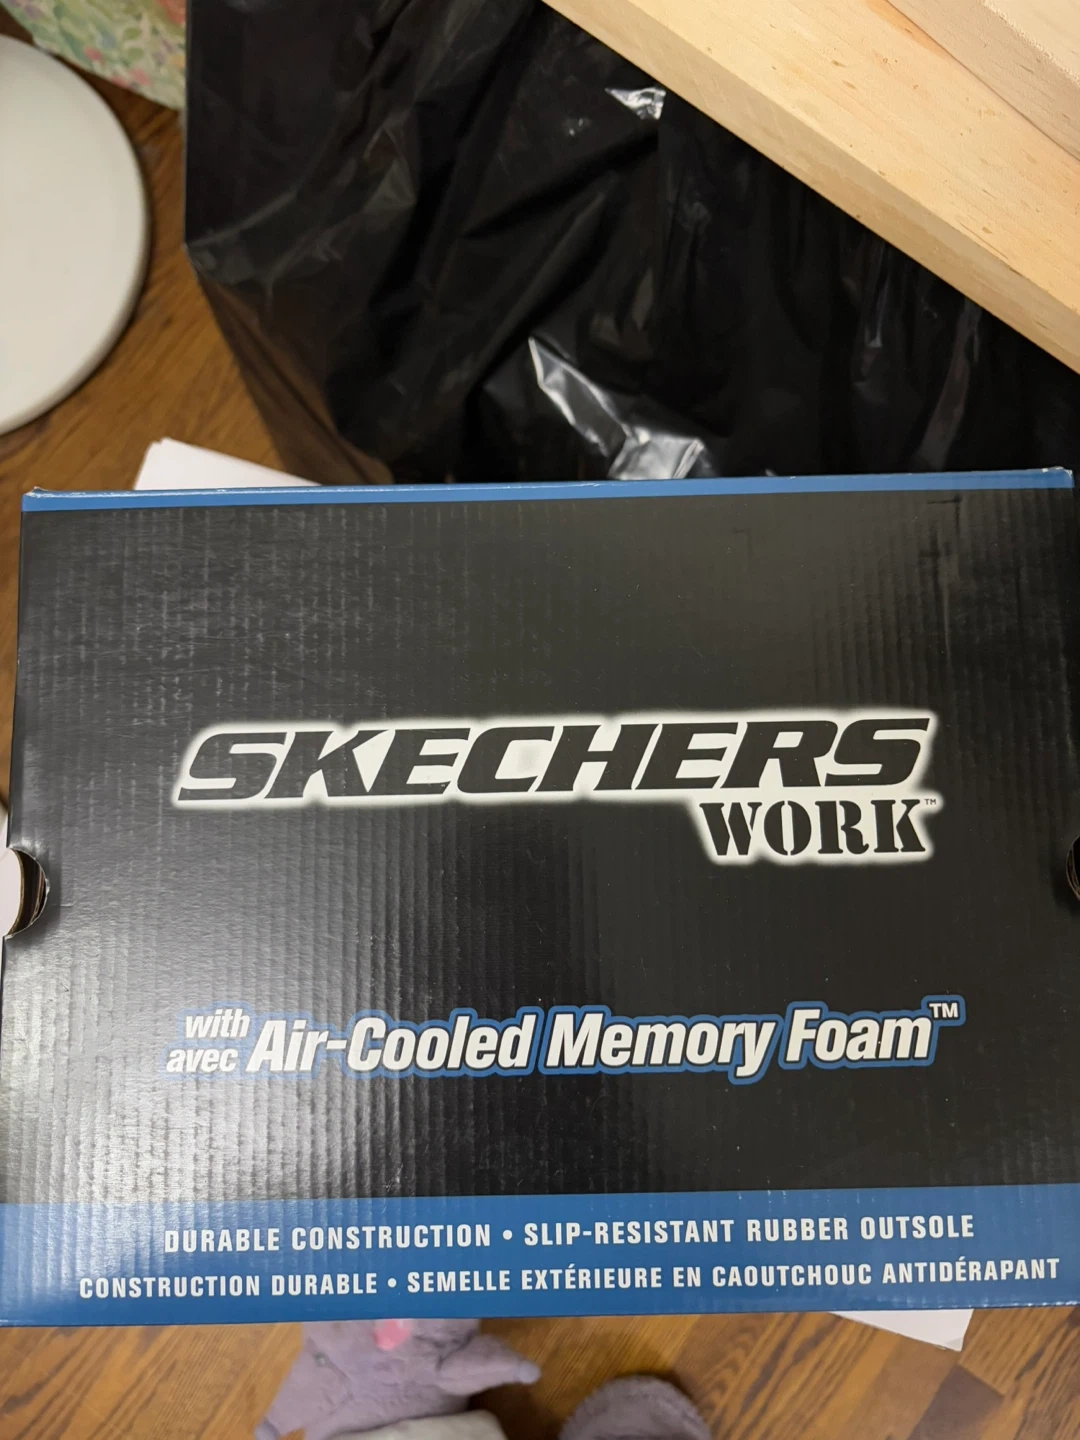 SKECHERS
WORK™
with
avec Air-Cooled Memory Foam™
DURABLE CONSTRUCTION • SLIP-RESISTANT RUBBER OUTSOLE
CONSTRUCTION DURABLE • SEMELLE EXTÉRIEURE EN CAOUTCHOUC ANTIDÉRAPANT